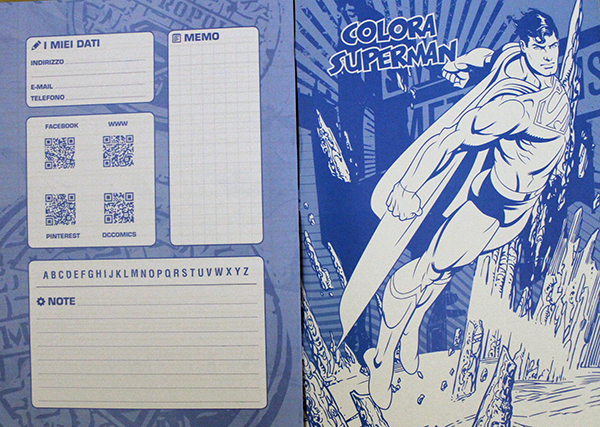 I MIEI DATI
INDIRIZZO
E-MAIL
TELEFONO
MEMO
FACEBOOK
WWW
PINTEREST
DCCOMICS
ABCDEFGHIJKLMNOPQRSTUVWXYZ
NOTE
COLORA
SUPERMAN